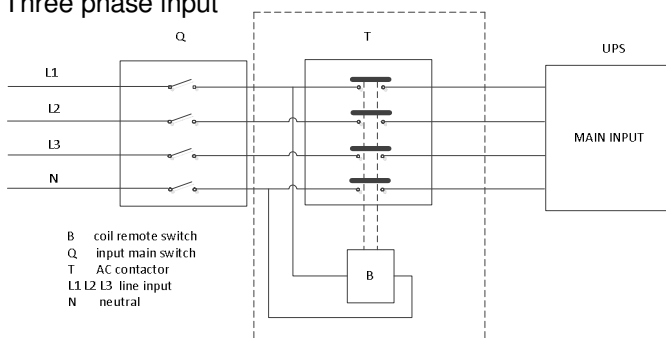 Three phase input
Q
T
UPS
L1
L2
L3
N
MAIN INPUT
B
B coil remote switch
Q input main switch
T AC contactor
L1 L2 L3 line input
N neutral